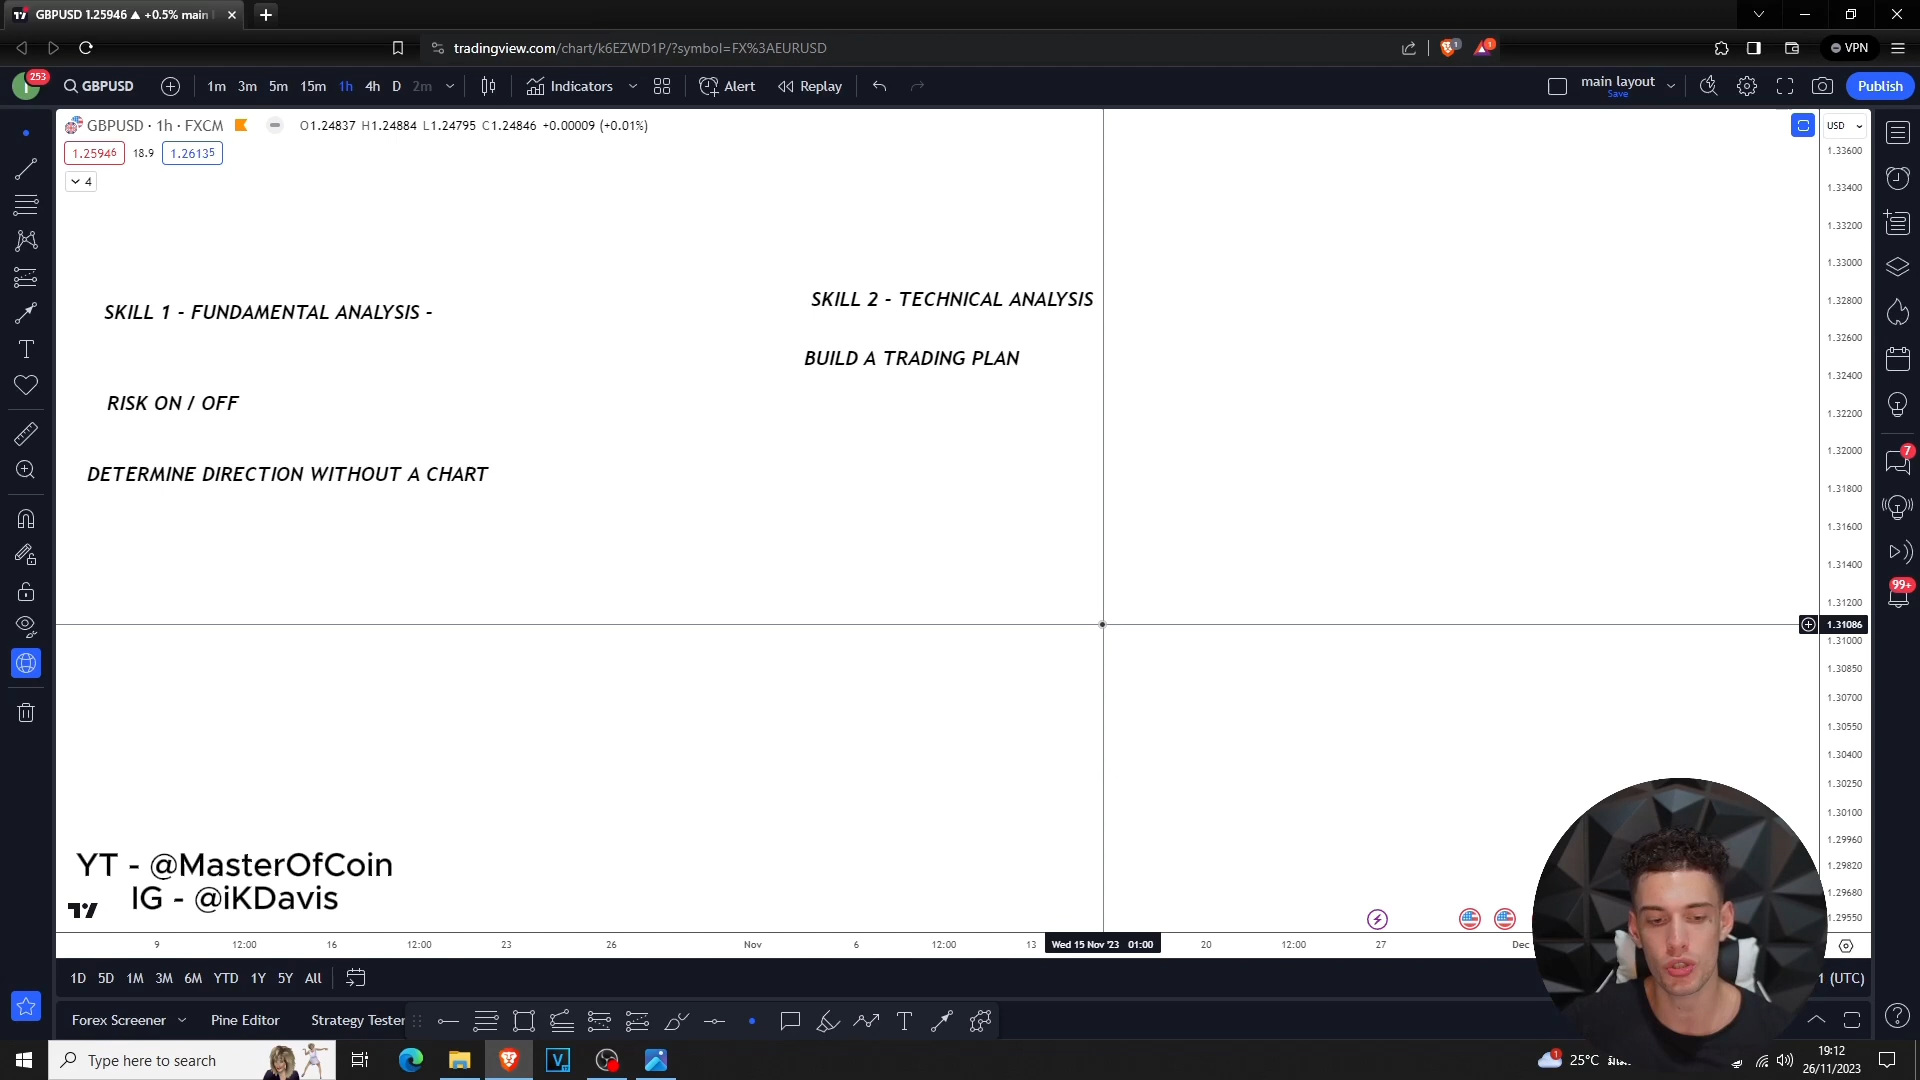 GBPUSD 1.25946 ▲ +0.5% main
tradingview.com/chart/k6EZWD1P/?symbol=FX%3AEURUSD
1
1
VPN
253
GBPUSD
1m 3m 5m 15m 1h 4h D 2m
Indicators
Alert
Replay
main layout
Save
Publish
GBPUSD · 1h · FXCM
O1.24837 H1.24884 L1.24795 C1.24846 +0.00009 (+0.01%)
USD
1.25946 18.9 1.26135
4
SKILL 1 - FUNDAMENTAL ANALYSIS -
SKILL 2 - TECHNICAL ANALYSIS
BUILD A TRADING PLAN
RISK ON / OFF
DETERMINE DIRECTION WITHOUT A CHART
1.33600
1.33400
1.33200
1.33000
1.32800
1.32600
1.32400
1.32200
1.32000
1.31800
1.31600
1.31400
1.31200
1.31086
1.31000
1.30850
1.30700
1.30550
1.30400
1.30250
1.30100
1.29960
1.29820
1.29680
1.29550
7
99+
YT - @MasterOfCoin
IG - @iKDavis
9 12:00 16 12:00 23 26 Nov 6 12:00 13 Wed 15 Nov '23 01:00 20 12:00 27 Dec
1D 5D 1M 3M 6M YTD 1Y 5Y All
1 (UTC)
Forex Screener
Pine Editor
Strategy Tester
Type here to search
1
25°C
19:12
26/11/2023